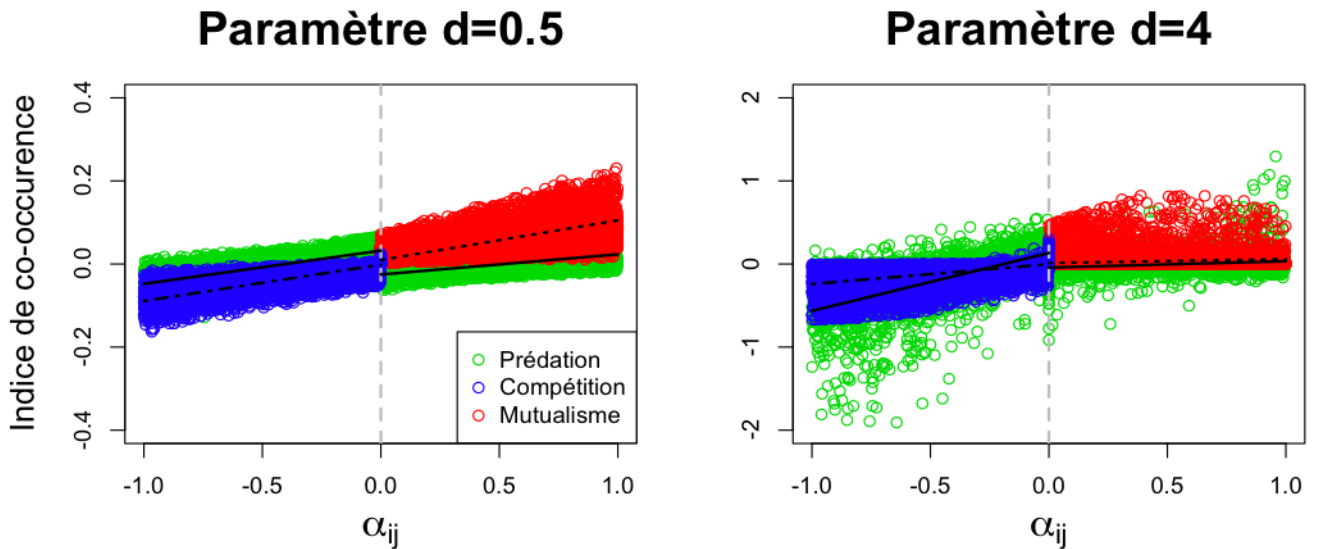 Paramètre d=0.5
Paramètre d=4
Indice de co-occurence
0.4
0.2
0.0
-0.2
-0.4
Prédation
Compétition
Mutualisme
-1.0 -0.5 0.0 0.5 1.0
αij
2
1
0
-1
-2
-1.0 -0.5 0.0 0.5 1.0
αij